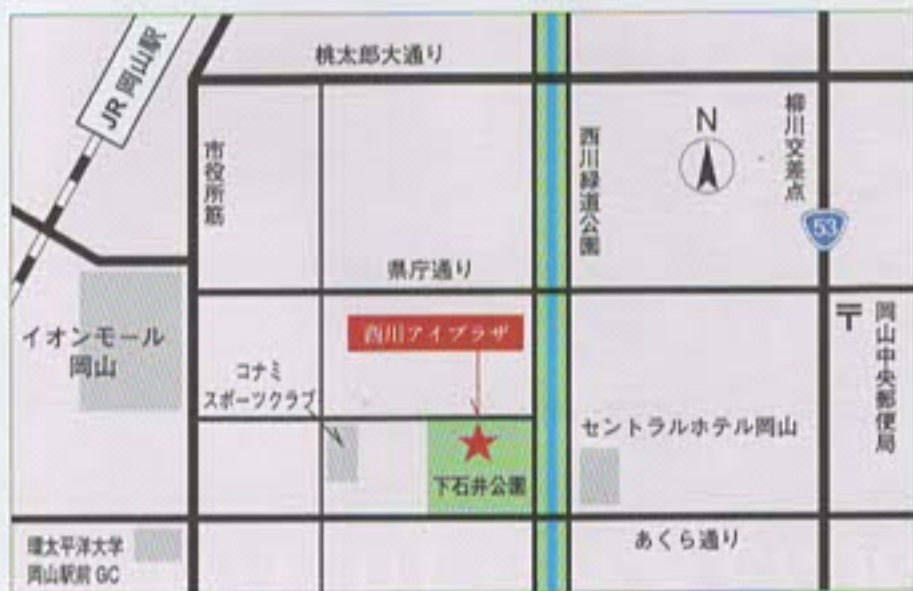 JR 岡山駅
桃太郎大通り
市役所筋
西川緑道公園
N
柳川交差点
53
県庁通り
イオンモール
岡山
西川アイプラザ
コナミ
スポーツクラブ
〒
岡山中央郵便局
セントラルホテル岡山
下石井公園
あくら通り
環太平洋大学
岡山駅前 GC